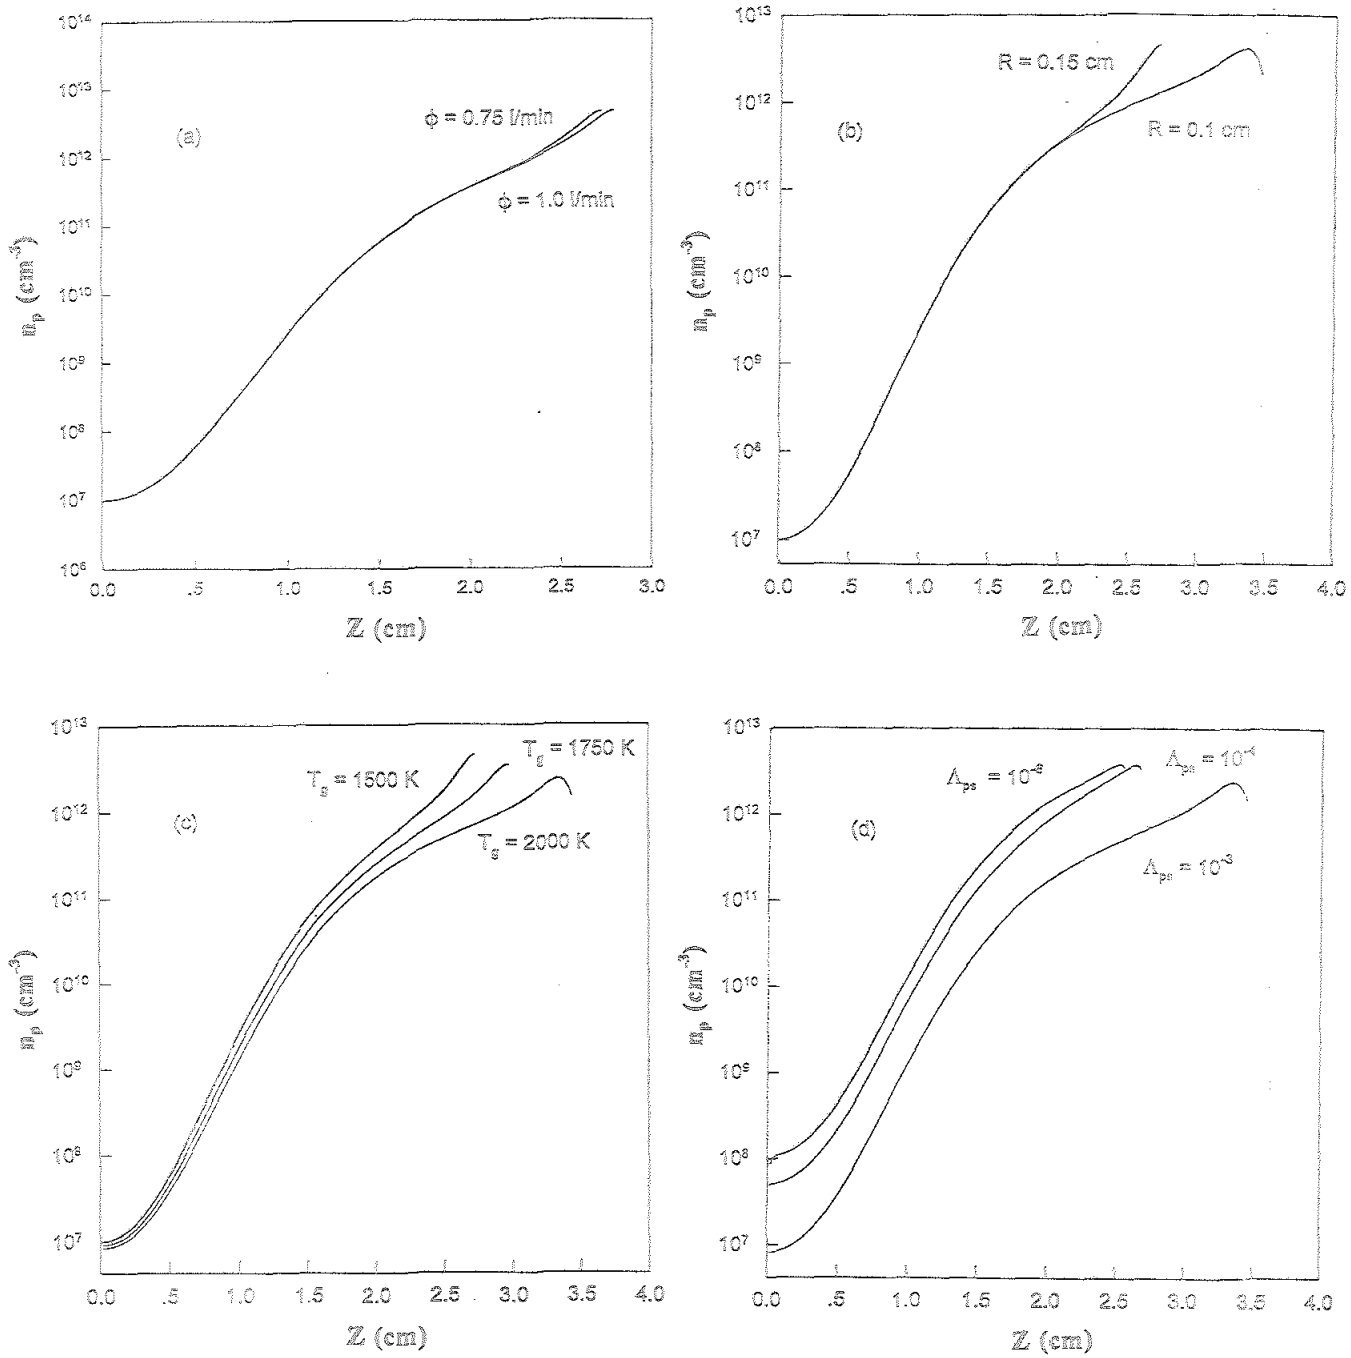 10¹⁴
10¹³
10¹²
10¹¹
10¹⁰
10⁹
10⁸
10⁷
10⁶
n_p (cm⁻³)
(a)
ϕ = 0.75 l/min
ϕ = 1.0 l/min
0.0 .5 1.0 1.5 2.0 2.5 3.0
Z (cm)
10¹³
10¹²
10¹¹
10¹⁰
10⁹
10⁸
10⁷
n_p (cm⁻³)
(b)
R = 0.15 cm
R = 0.1 cm
0.0 .5 1.0 1.5 2.0 2.5 3.0 3.5 4.0
Z (cm)
10¹³
10¹²
10¹¹
10¹⁰
10⁹
10⁸
10⁷
n_p (cm⁻³)
(c)
T_g = 1750 K
T_g = 1500 K
T_g = 2000 K
0.0 .5 1.0 1.5 2.0 2.5 3.0 3.5 4.0
Z (cm)
10¹³
10¹²
10¹¹
10¹⁰
10⁹
10⁸
10⁷
n_p (cm⁻³)
(d)
Λ_ps = 10⁻⁴
Λ_ps = 10⁻³
0.0 .5 1.0 1.5 2.0 2.5 3.0 3.5 4.0
Z (cm)